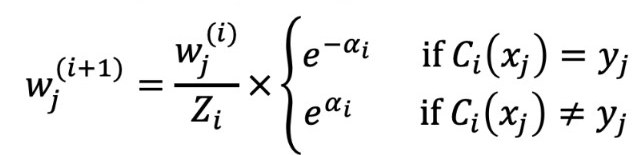 w_j^{(i+1)} = \frac{w_j^{(i)}}{Z_i} \times \begin{cases} e^{-\alpha_i} & \text{if } C_i(x_j) = y_j \\ e^{\alpha_i} & \text{if } C_i(x_j) \neq y_j \end{cases}